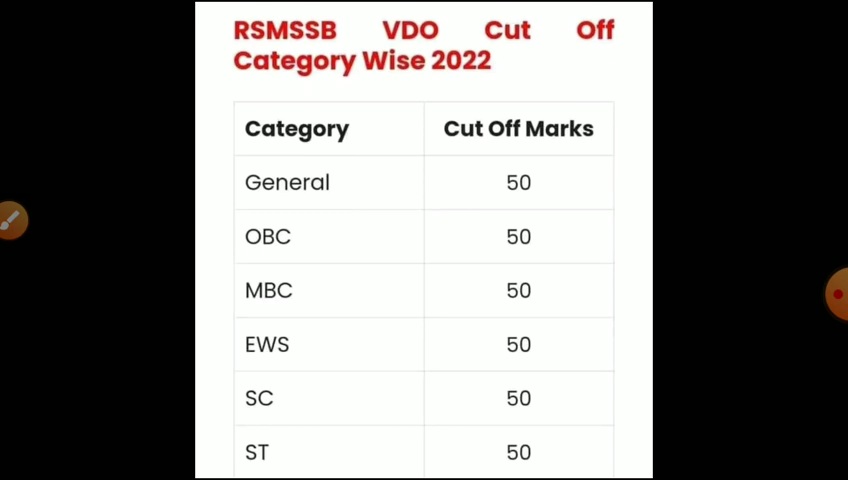 RSMSSB VDO Cut Off
Category Wise 2022
Category Cut Off Marks
General 50
OBC 50
MBC 50
EWS 50
SC 50
ST 50